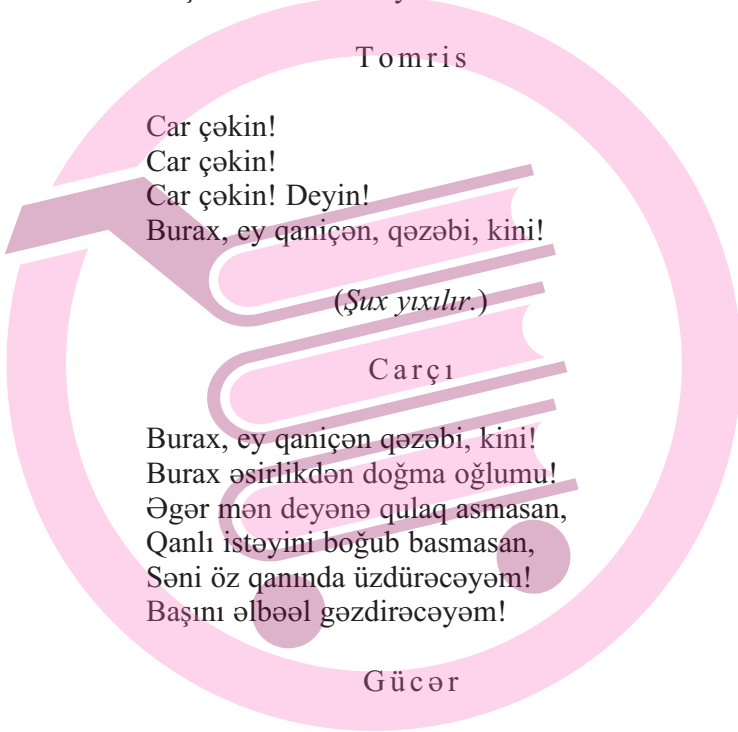 Tomris
Car çəkin!
Car çəkin!
Car çəkin! Deyin!
Burax, ey qaniçən, qəzəbi, kini!
(Şux yıxılır.)
Carçı
Burax, ey qaniçən qəzəbi, kini!
Burax əsirlikdən doğma oğlumu!
Əgər mən deyənə qulaq asmasan,
Qanlı istəyini boğub basmasan,
Səni öz qanında üzdürəcəyəm!
Başını əlbəəl gəzdirəcəyəm!
Gücər